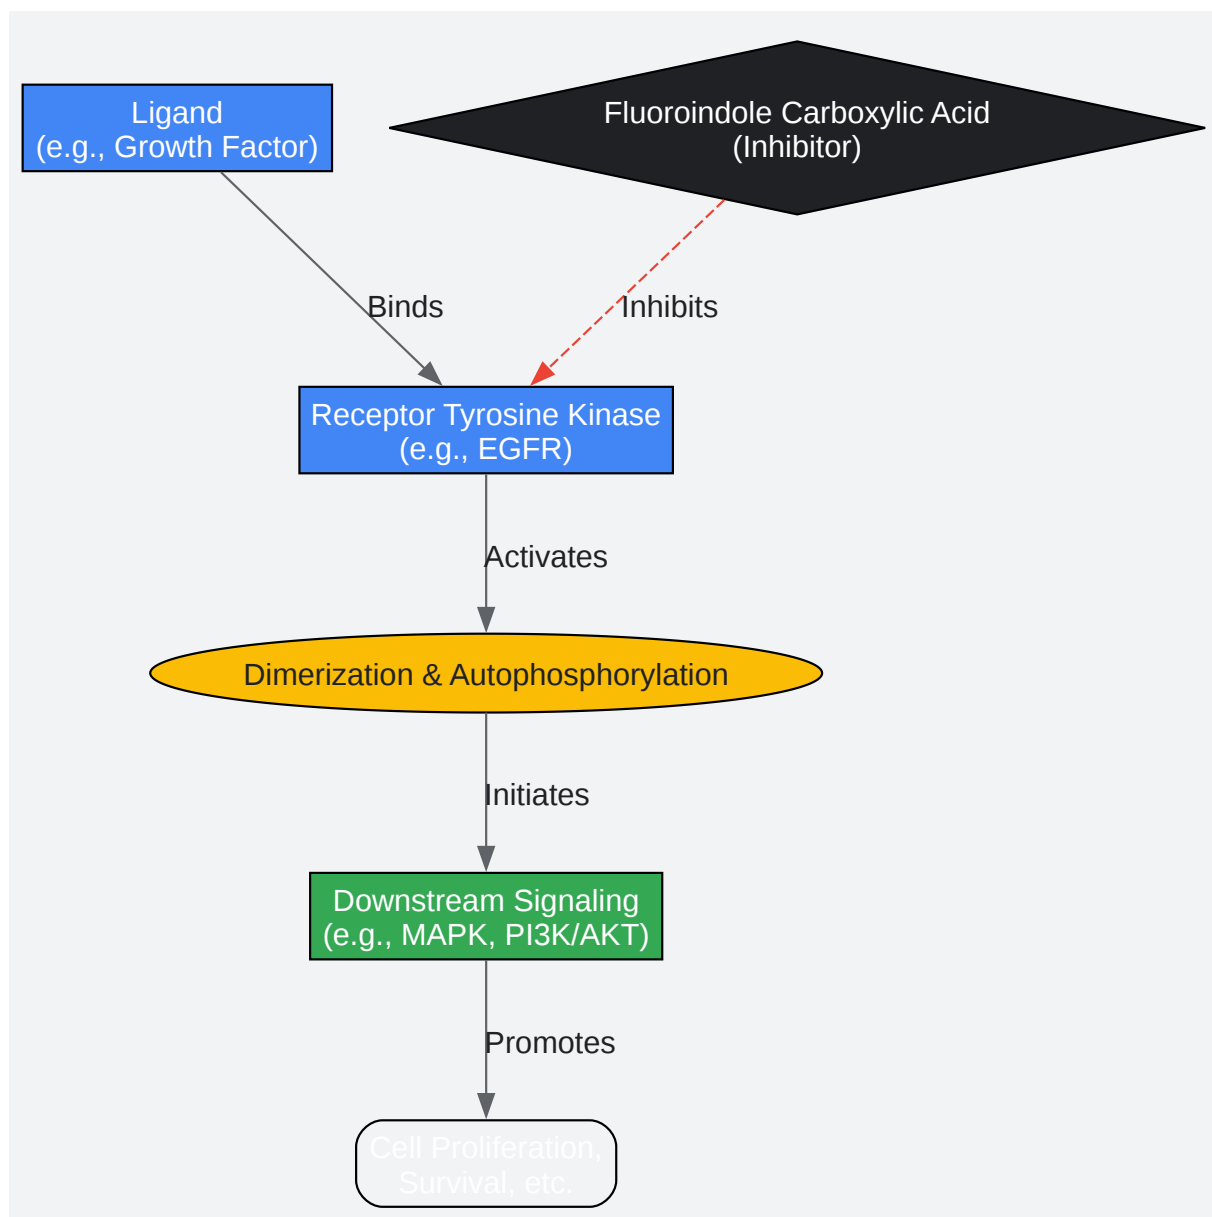 Ligand
(e.g., Growth Factor)
Fluoroindole Carboxylic Acid
(Inhibitor)
Binds
Inhibits
Receptor Tyrosine Kinase
(e.g., EGFR)
Activates
Dimerization & Autophosphorylation
Initiates
Downstream Signaling
(e.g., MAPK, PI3K/AKT)
Promotes
Cell Proliferation,
Survival, etc.